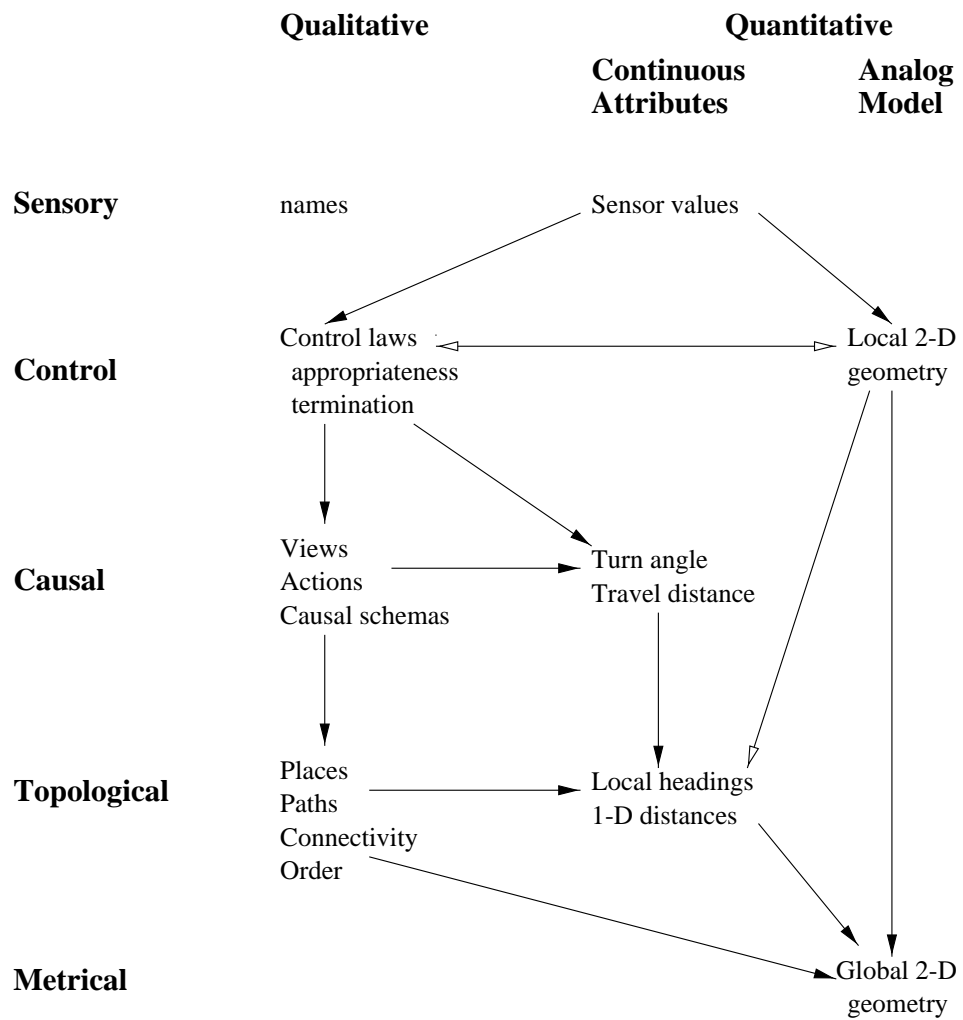 Qualitative
Quantitative
Continuous
Attributes
Analog
Model
Sensory
names
Sensor values
Control
Control laws
appropriateness
termination
Local 2-D
geometry
Causal
Views
Actions
Causal schemas
Turn angle
Travel distance
Topological
Places
Paths
Connectivity
Order
Local headings
1-D distances
Metrical
Global 2-D
geometry